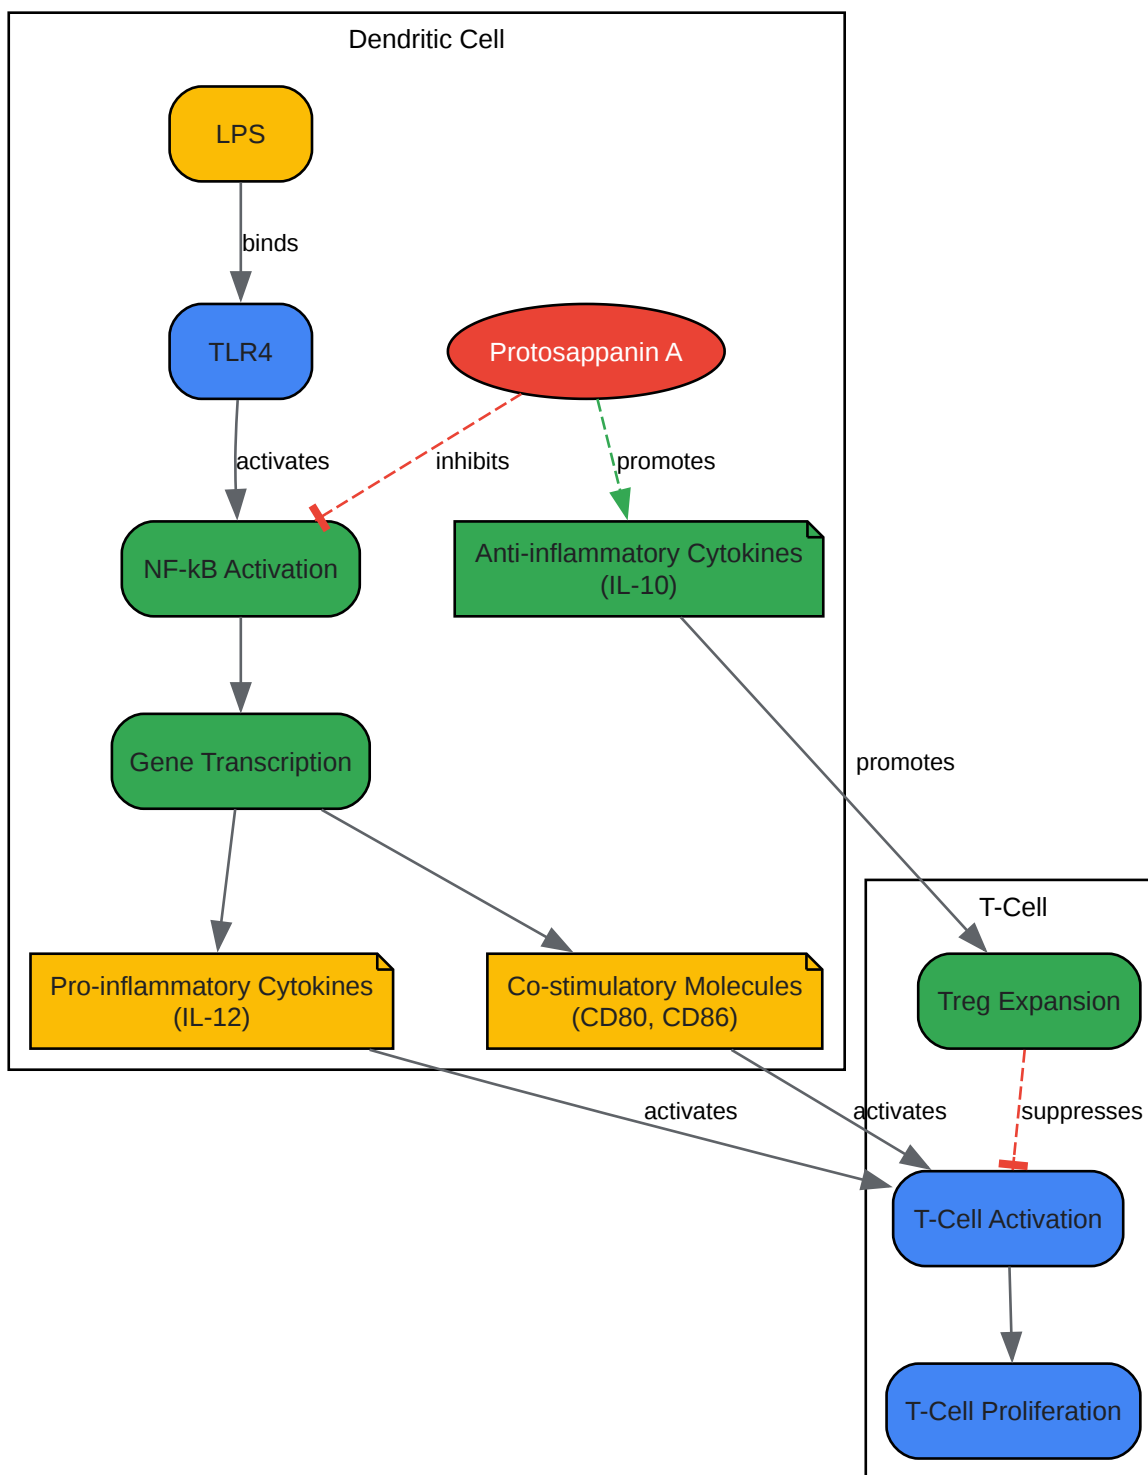 Dendritic Cell
LPS
binds
TLR4
Protosappanin A
activates
inhibits
promotes
NF-kB Activation
Anti-inflammatory Cytokines
(IL-10)
Gene Transcription
promotes
T-Cell
Pro-inflammatory Cytokines
(IL-12)
Co-stimulatory Molecules
(CD80, CD86)
Treg Expansion
activates
activates
suppresses
T-Cell Activation
T-Cell Proliferation